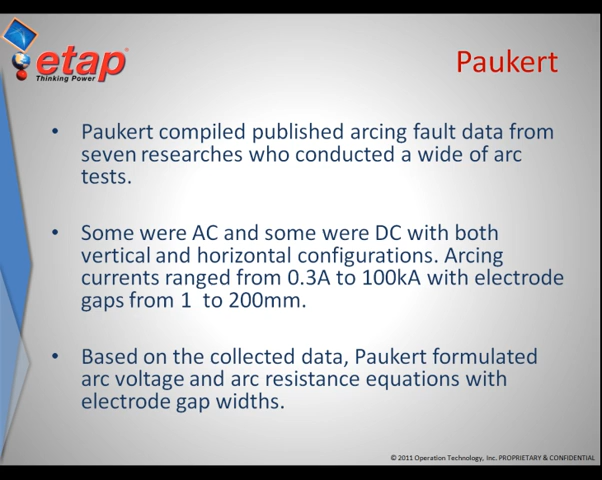 etap
Thinking Power
Paukert
• Paukert compiled published arcing fault data from
seven researches who conducted a wide of arc
tests.
• Some were AC and some were DC with both
vertical and horizontal configurations. Arcing
currents ranged from 0.3A to 100kA with electrode
gaps from 1 to 200mm.
• Based on the collected data, Paukert formulated
arc voltage and arc resistance equations with
electrode gap widths.
© 2011 Operation Technology, Inc. PROPRIETARY & CONFIDENTIAL